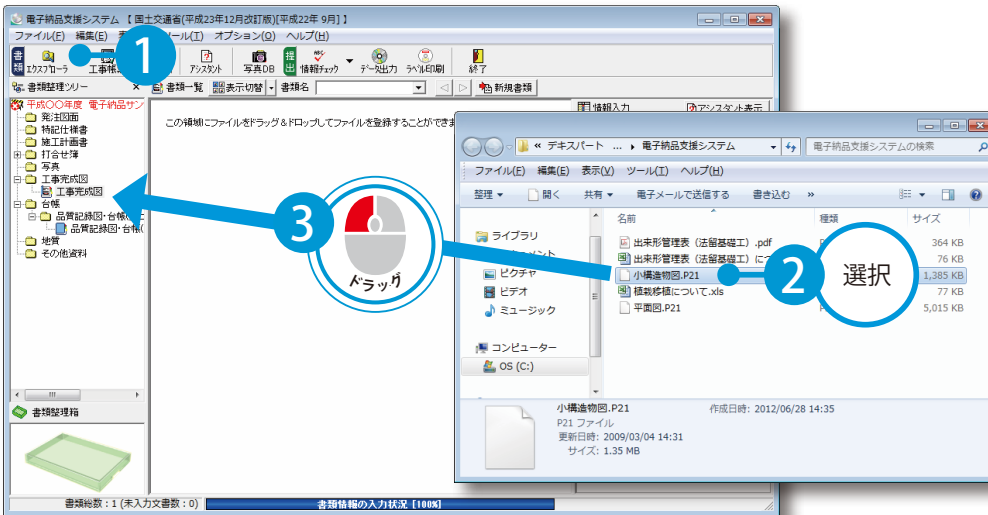 電子納品支援システム 【 国土交通省(平成23年12月改訂版)[平成22年 9月] 】
ファイル(F) 編集(E) ツール(T) オプション(O) ヘルプ(H)
1
書類 エクスプローラ 工事帳 アシスタント 写真DB 提出 情報チェック データ出力 ラベル印刷 終了
書類整理ツリー
書類一覧 表示切替 書類名 新規書類
情報入力 アシスタント表示
この領域にファイルをドラッグ&ドロップしてファイルを登録することができま
平成○○年度 電子納品サン
発注図面
特記仕様書
施工計画書
打合せ簿
写真
工事完成図
工事完成図
台帳
品質記録図・台帳
品質記録図・台帳(
地質
その他資料
書類整理箱
書類総数:1 (未入力文書数:0)
書類情報の入力状況 [100%]
3
ドラッグ
« デキスパート ... 電子納品支援システム
電子納品支援システムの検索
ファイル(F) 編集(E) 表示(V) ツール(T) ヘルプ(H)
整理 開く 共有 電子メールで送信する 書き込む »
名前 種類 サイズ
ライブラリ
ピクチャ
ビデオ
ミュージック
コンピューター
OS (C:)
出来形管理表(法留基礎工).pdf 364 KB
出来形管理表(法留基礎工)につ 76 KB
小構造物図.P21 1,385 KB
植栽移植について.xls 77 KB
平面図.P21 5,015 KB
2
選択
小構造物図.P21 作成日時: 2012/06/28 14:35
P21 ファイル
更新日時: 2009/03/04 14:31
サイズ: 1.35 MB